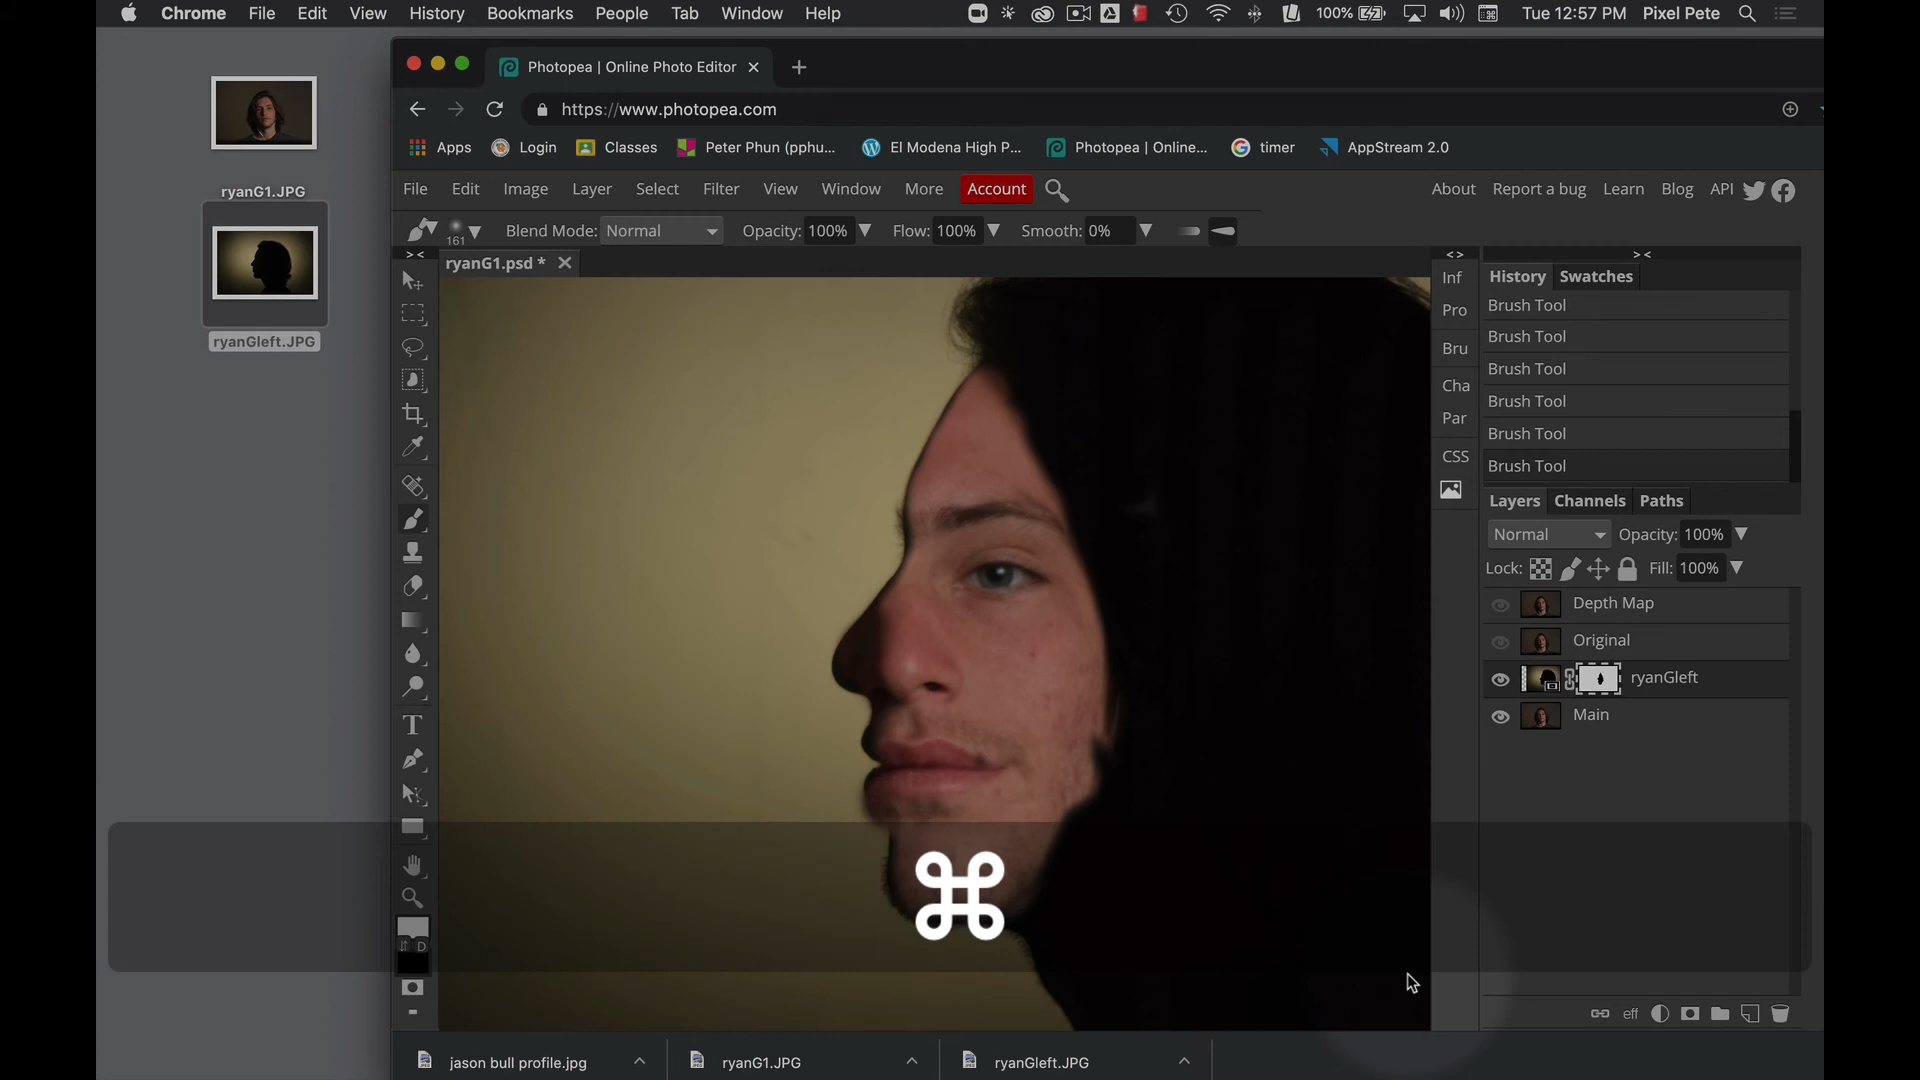 Chrome File Edit View History Bookmarks People Tab Window Help 100% Tue 12:57 PM Pixel Pete
Photopea | Online Photo Editor
https://www.photopea.com
Apps Login Classes Peter Phun (pphu... El Modena High P... Photopea | Online... timer AppStream 2.0
File Edit Image Layer Select Filter View Window More Account About Report a bug Learn Blog API
161 Blend Mode: Normal Opacity: 100% Flow: 100% Smooth: 0%
ryanG1.JPG
ryanGleft.JPG
> <
ryanG1.psd *
< >
> <
Inf
Pro
Bru
Cha
Par
CSS
History Swatches
Brush Tool
Brush Tool
Brush Tool
Brush Tool
Brush Tool
Brush Tool
Layers Channels Paths
Normal Opacity: 100%
Lock: Fill: 100%
Depth Map
Original
ryanGleft
Main
T
D
⌘
eff
jason bull profile.jpg ryanG1.JPG ryanGleft.JPG